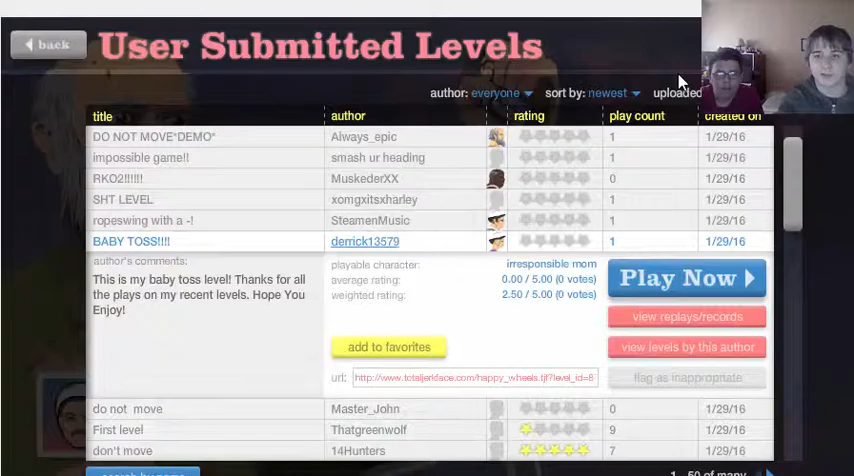 back
User Submitted Levels
author: everyone sort by: newest uploaded
title author rating play count created on
DO NOT MOVE*DEMO* Always_epic 1 1/29/16
impossible game!! smash ur heading 1 1/29/16
RKO2!!!!!! MuskederXX 0 1/29/16
SHT LEVEL xomgxitsxharley 1 1/29/16
ropeswing with a -! SteamenMusic 1 1/29/16
BABY TOSS!!!! derrick13579 1 1/29/16
author's comments:
This is my baby toss level! Thanks for all
the plays on my recent levels. Hope You
Enjoy!
playable character: irresponsible mom
average rating: 0.00 / 5.00 (0 votes)
weighted rating: 2.50 / 5.00 (0 votes)
Play Now
view replays/records
add to favorites
view levels by this author
url: http://www.totaljerkface.com/happy_wheels.tjf?level_id=8
flag as inappropriate
do not move Master_John 0 1/29/16
First level Thatgreenwolf 9 1/29/16
don't move 14Hunters 7 1/29/16
search by name
1 - 50 of many